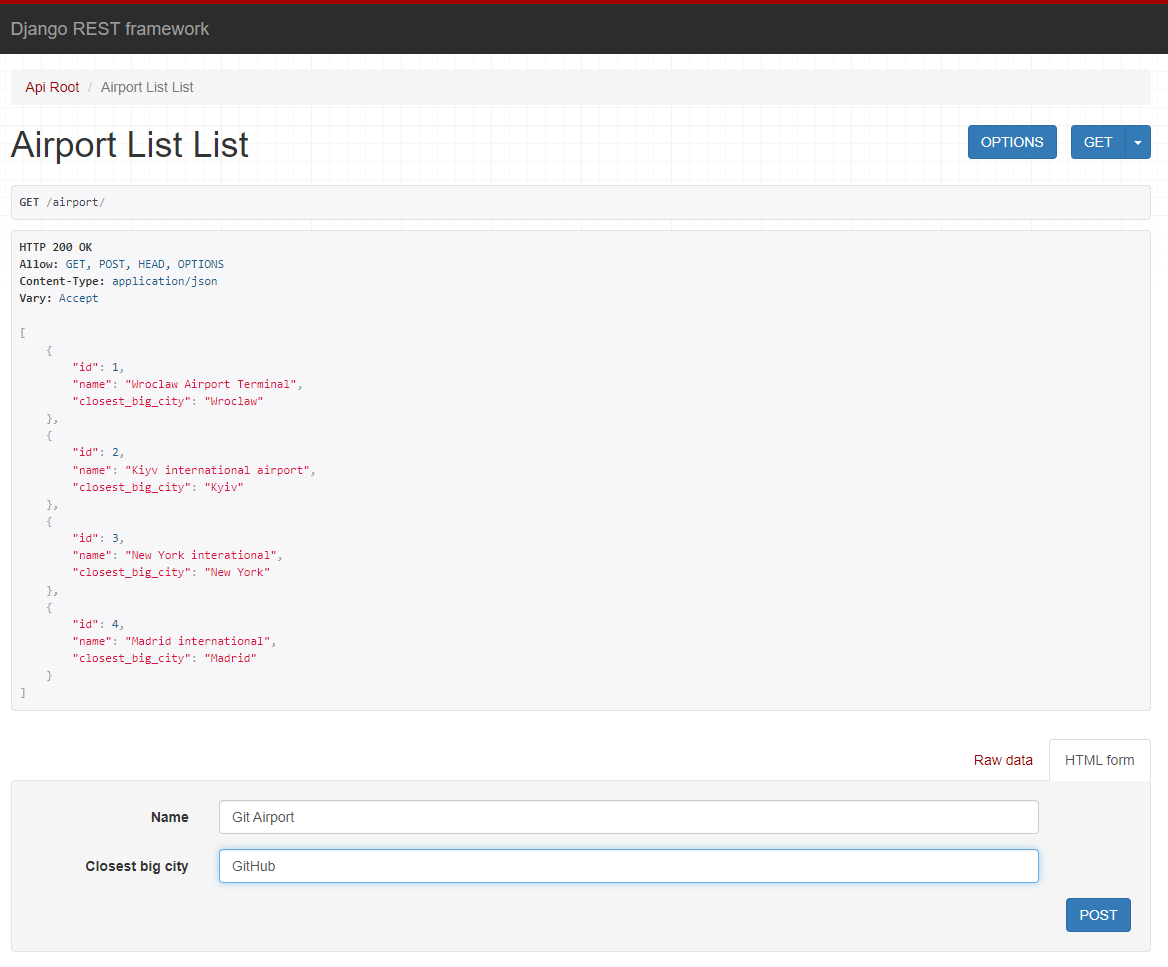 Django REST framework
Api Root / Airport List List
Airport List List
OPTIONS
GET
GET /airport/
HTTP 200 OK
Allow: GET, POST, HEAD, OPTIONS
Content-Type: application/json
Vary: Accept
[
    {
        "id": 1,
        "name": "Wroclaw Airport Terminal",
        "closest_big_city": "Wroclaw"
    },
    {
        "id": 2,
        "name": "Kiyv international airport",
        "closest_big_city": "Kyiv"
    },
    {
        "id": 3,
        "name": "New York interational",
        "closest_big_city": "New York"
    },
    {
        "id": 4,
        "name": "Madrid international",
        "closest_big_city": "Madrid"
    }
]
Raw data
HTML form
Name
Git Airport
Closest big city
GitHub
POST